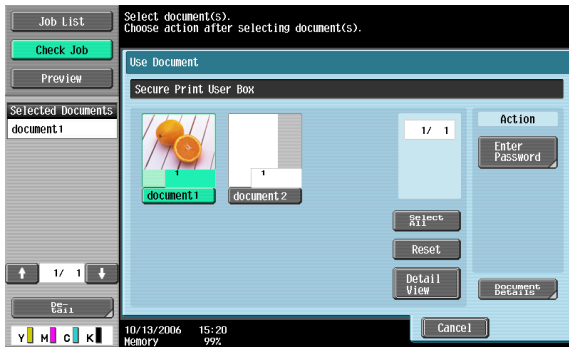 Job List
Check Job
Preview
Selected Documents
document1
1/ 1
De-
tail
Y M C K
Select document(s).
Choose action after selecting document(s).
Use Document
Secure Print User Box
1
document1
1
document2
1/ 1
Select
All
Reset
Detail
View
Action
Enter
Password
Document
Details
10/13/2006 15:20
Memory 99%
Cancel